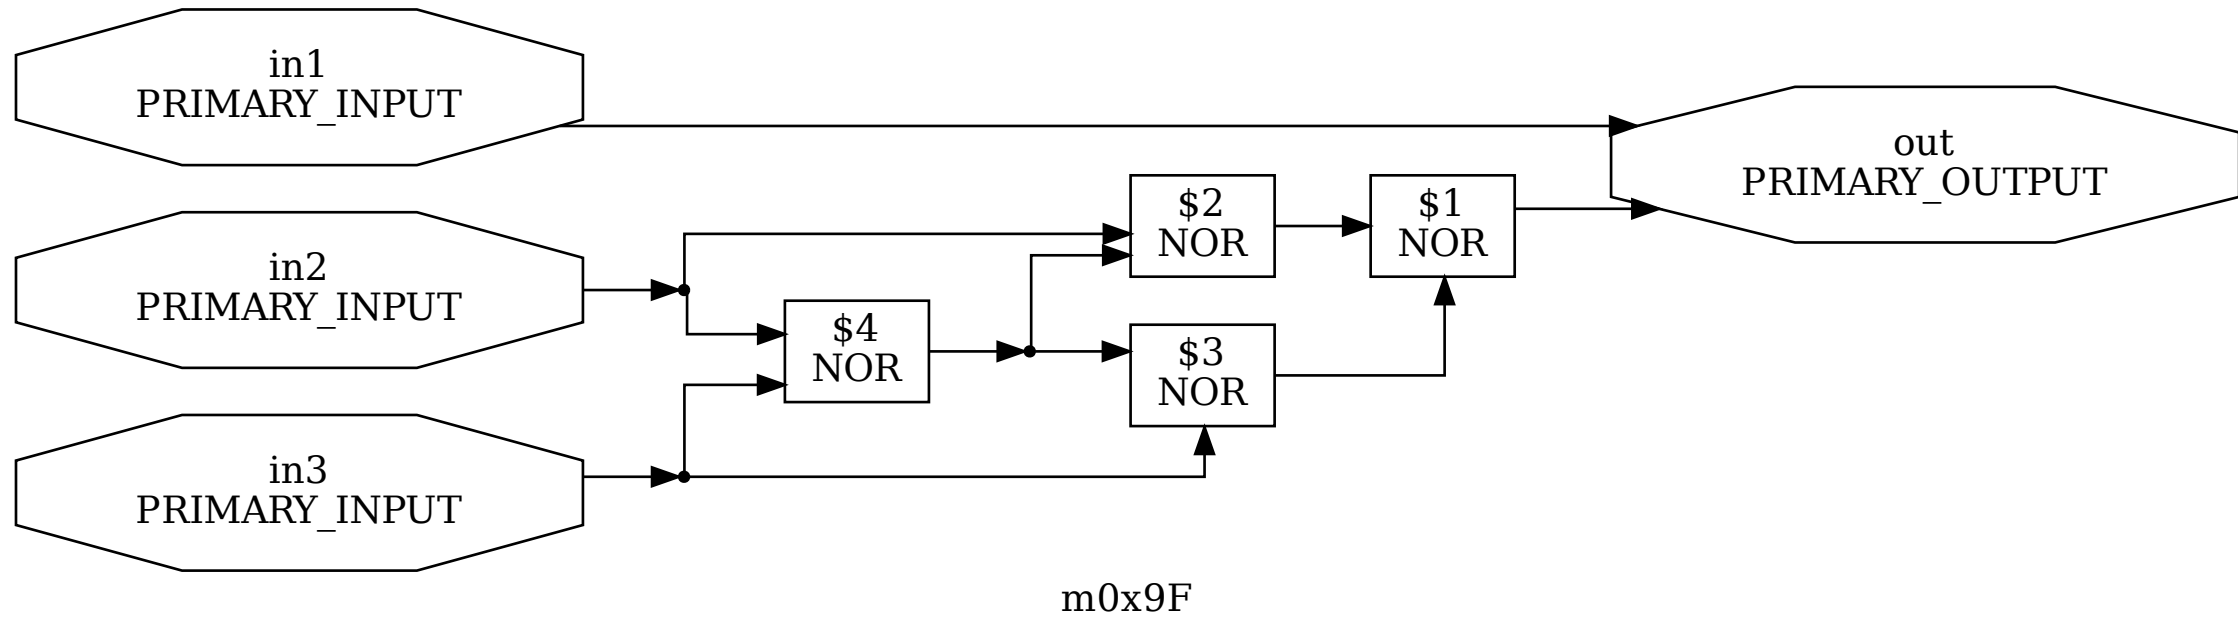 in1
PRIMARY_INPUT
out
PRIMARY_OUTPUT
$2
NOR
$1
NOR
in2
PRIMARY_INPUT
$4
NOR
$3
NOR
in3
PRIMARY_INPUT
m0x9F